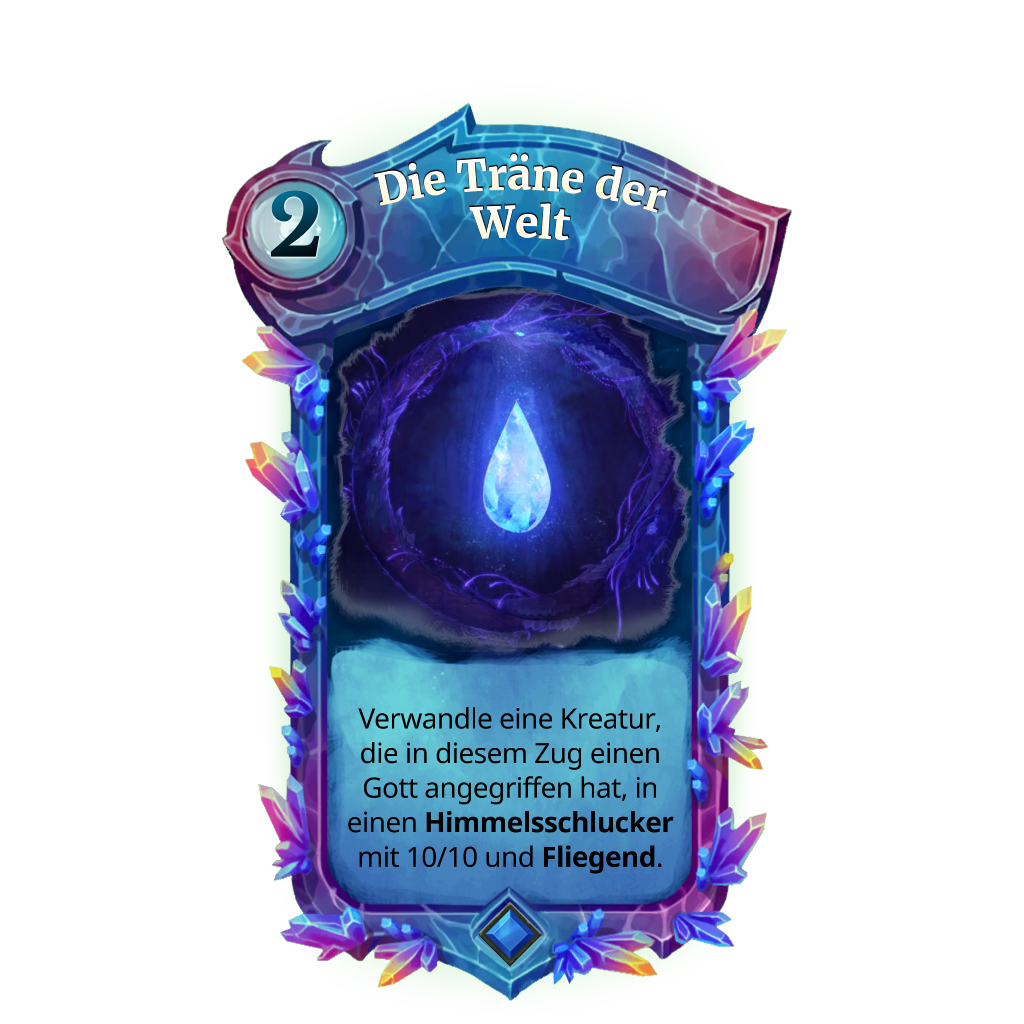 2
Die Träne der
Welt
Verwandle eine Kreatur,
die in diesem Zug einen
Gott angegriffen hat, in
einen Himmelsschlucker
mit 10/10 und Fliegend.